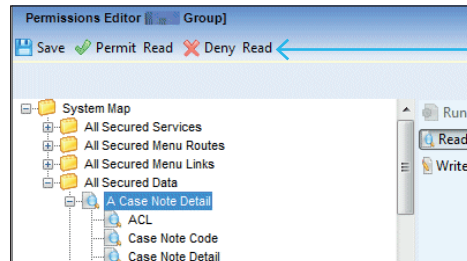 Permissions Editor [ Group]
Save Permit Read Deny Read
System Map
All Secured Services
All Secured Menu Routes
All Secured Menu Links
All Secured Data
A Case Note Detail
ACL
Case Note Code
Case Note Detail
Run
Read
Write